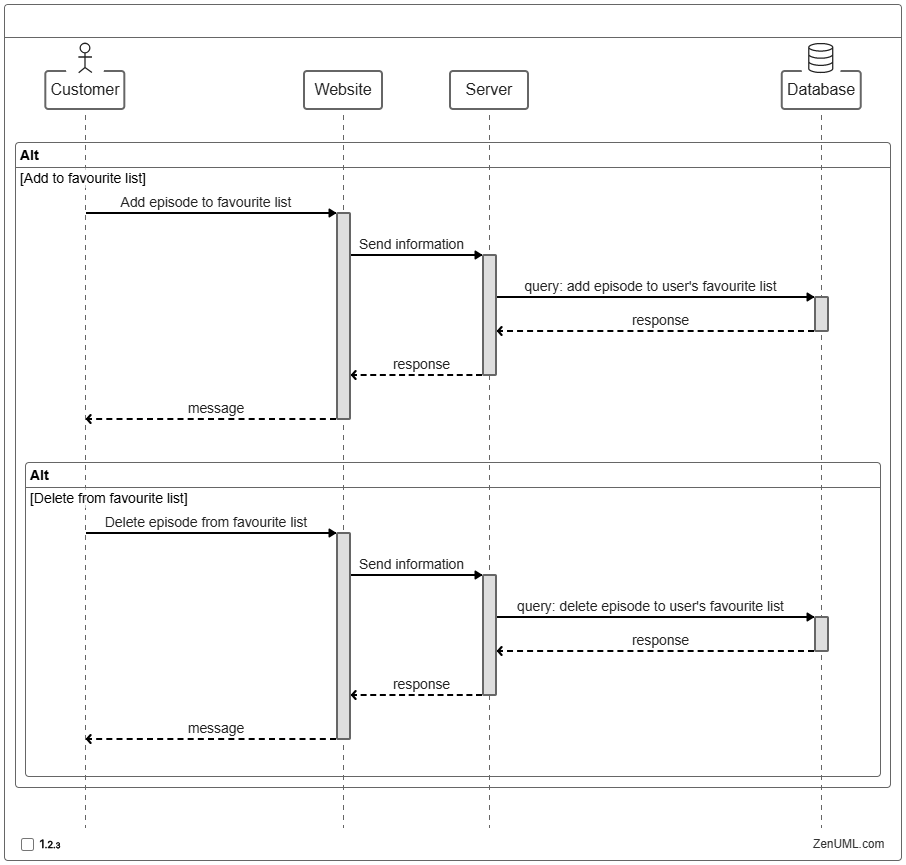 Customer
Website
Server
Database
Alt
[Add to favourite list]
Add episode to favourite list
Send information
query: add episode to user's favourite list
response
response
message
Alt
[Delete from favourite list]
Delete episode from favourite list
Send information
query: delete episode to user's favourite list
response
response
message
1.2.3
ZenUML.com